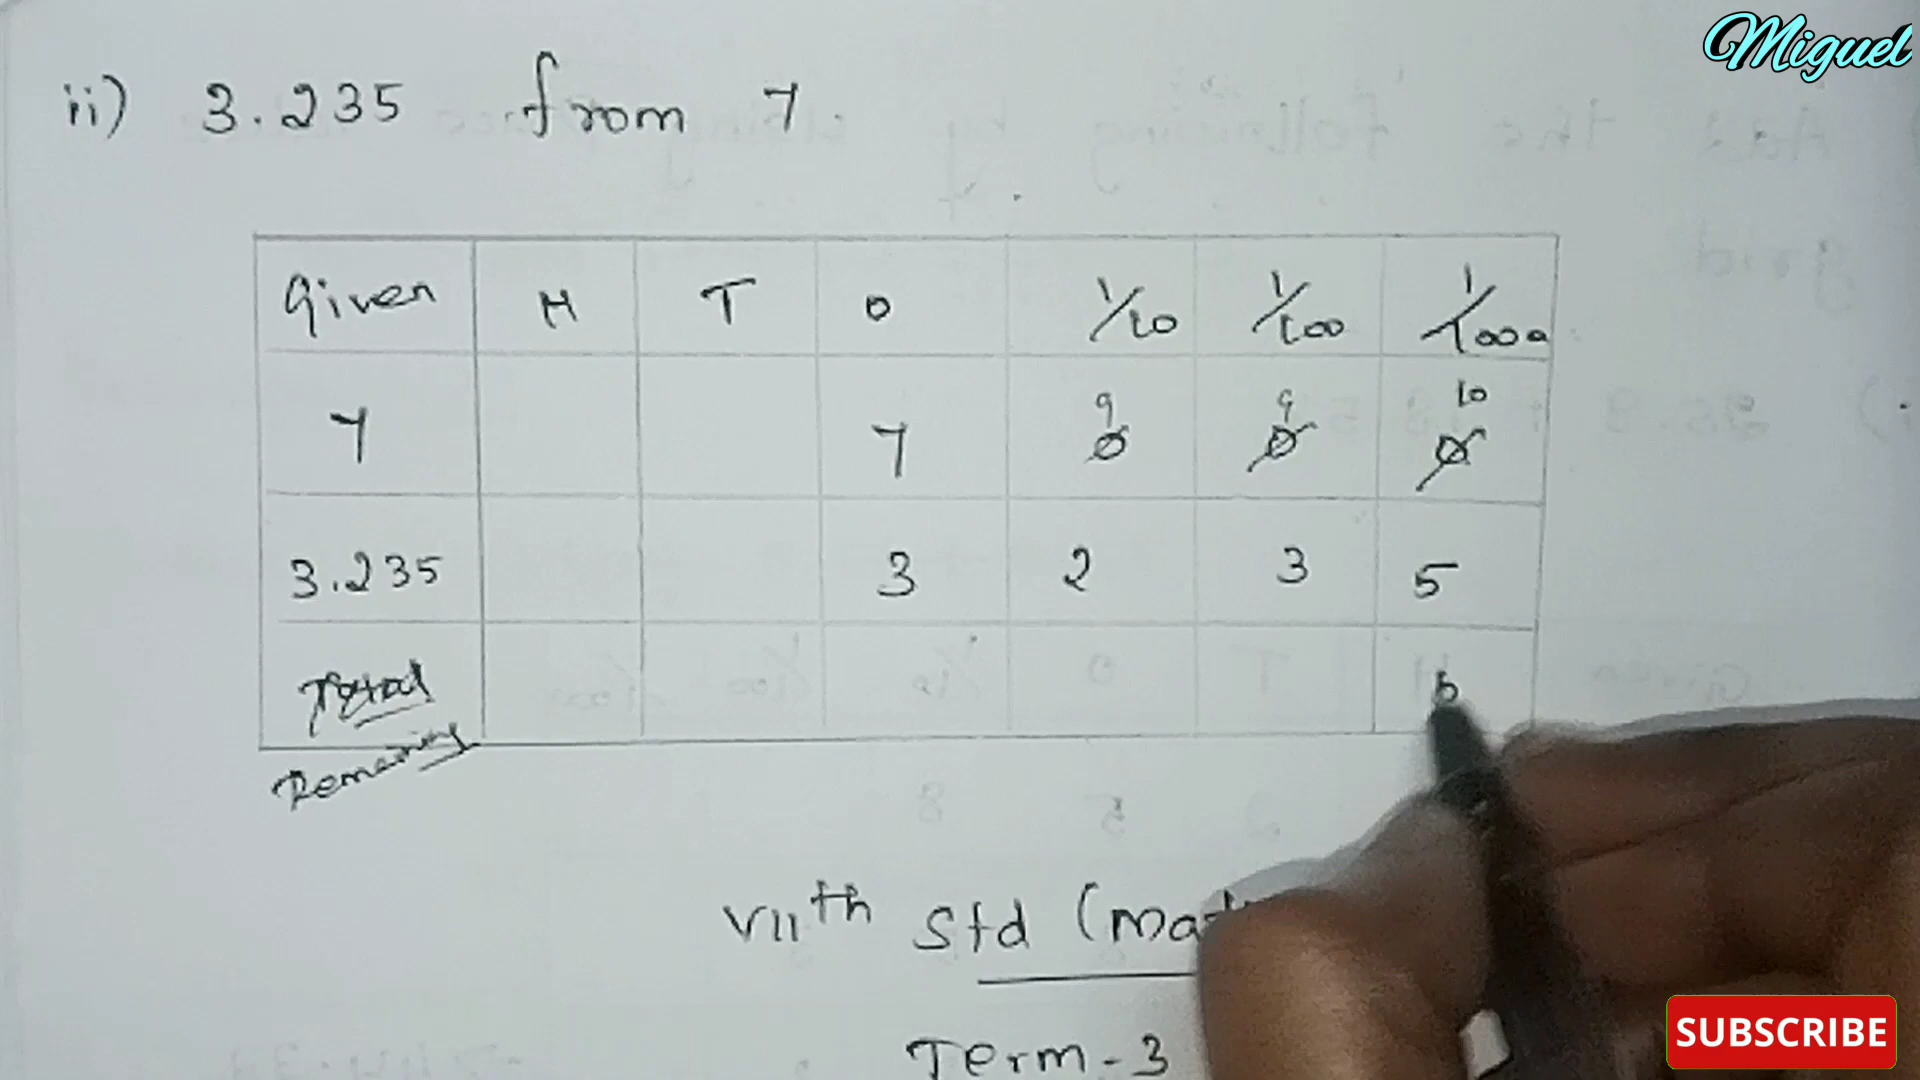 Miguel
ii) 3.235 from 7.
Given H T O 1/10 1/100 1/1000
9 9 10
7 7 0 0 0
3.235 3 2 3 5
5
Remaining
VIIth Std (Ma
Term-3
SUBSCRIBE